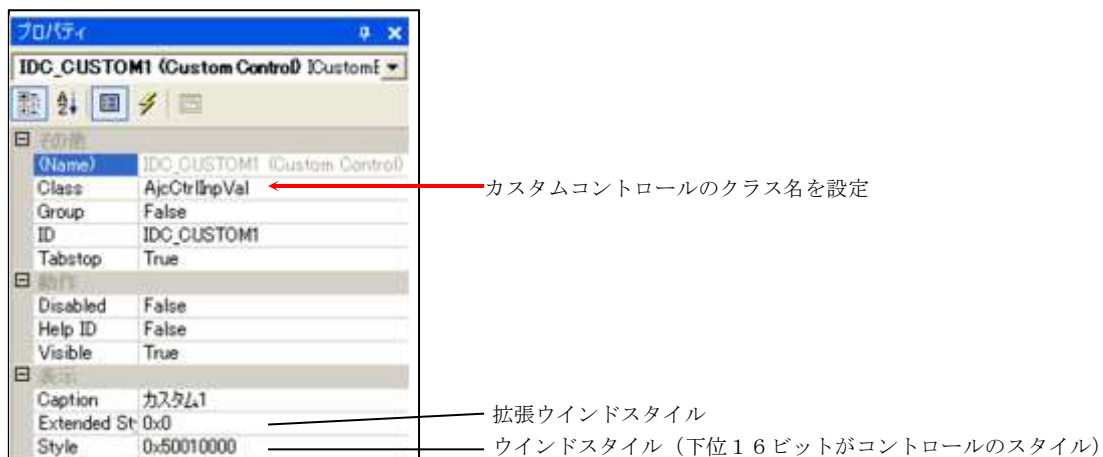 プロパティ
IDC_CUSTOM1 (Custom Control) ICustomE
(Name) IDC_CUSTOM1 (Custom Control)
Class AjcCtrlInpVal
カスタムコントロールのクラス名を設定
Group False
ID IDC_CUSTOM1
Tabstop True
動作
Disabled False
Help ID False
Visible True
表示
Caption カスタム1
Extended St 0x0
拡張ウインドスタイル
Style 0x50010000
ウインドスタイル（下位１６ビットがコントロールのスタイル）